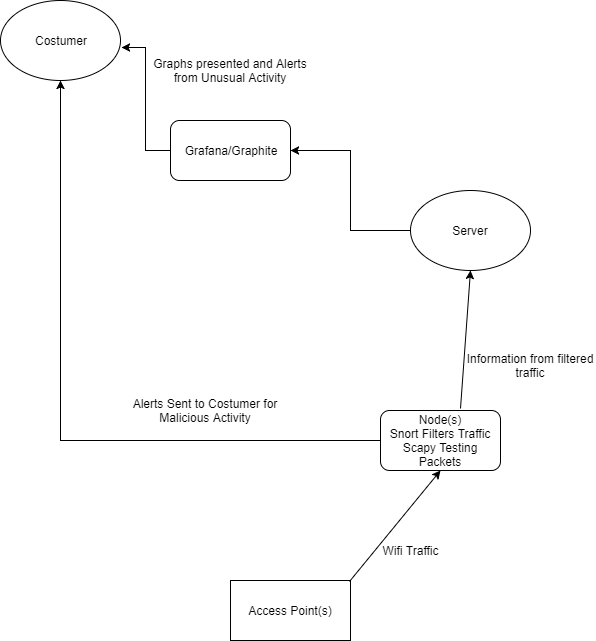 Costumer
Graphs presented and Alerts
from Unusual Activity
Grafana/Graphite
Server
Information from filtered
traffic
Alerts Sent to Costumer for
Malicious Activity
Node(s)
Snort Filters Traffic
Scapy Testing
Packets
Wifi Traffic
Access Point(s)